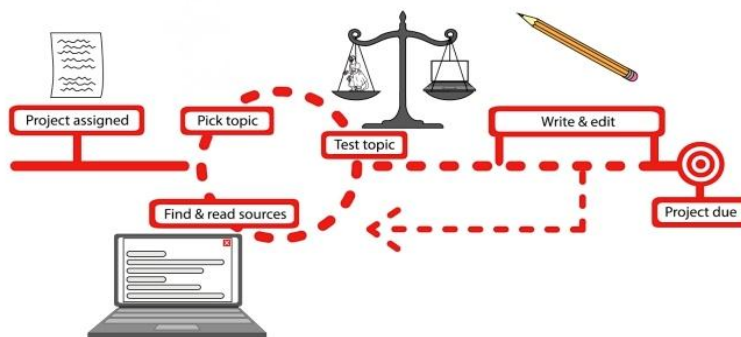 Project assigned
Pick topic
Test topic
Find & read sources
Write & edit
Project due